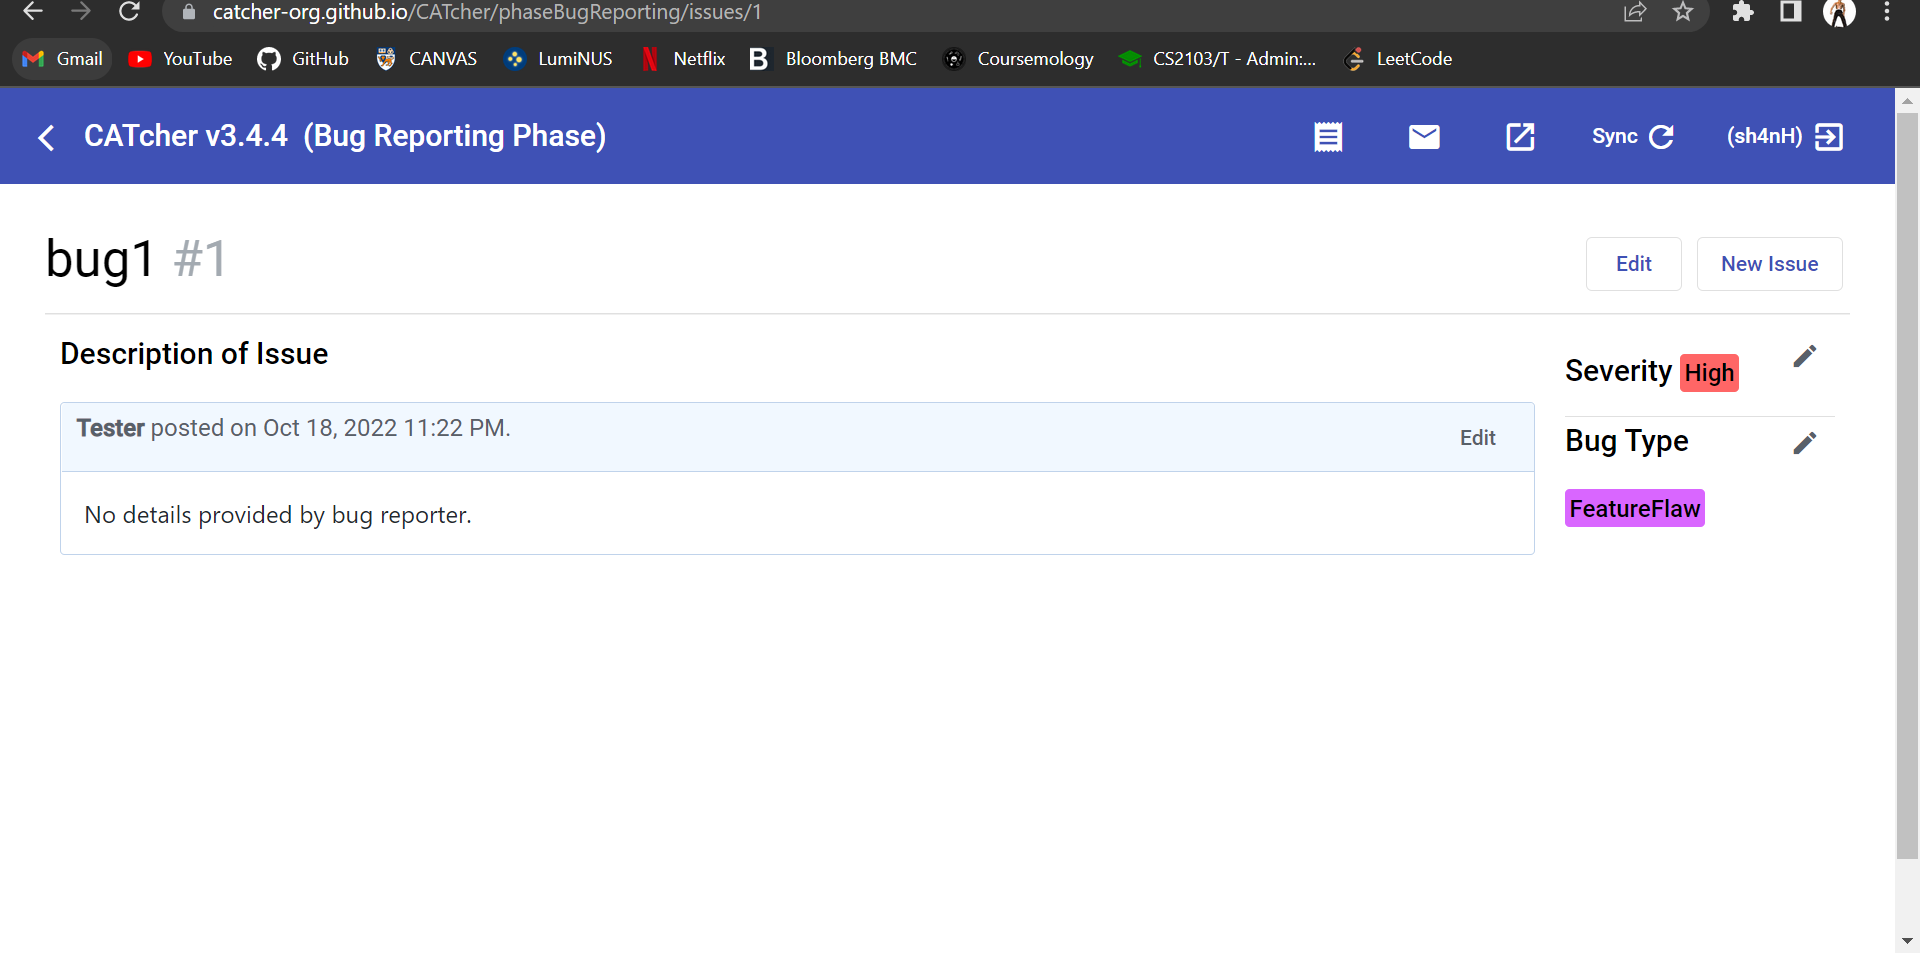 catcher-org.github.io/CATcher/phaseBugReporting/issues/1
Gmail YouTube GitHub CANVAS LumiNUS Netflix B Bloomberg BMC Coursemology CS2103/T - Admin:... LeetCode
CATcher v3.4.4 (Bug Reporting Phase) Sync (sh4nH)
bug1 #1 Edit New Issue
Description of Issue
Severity High
Tester posted on Oct 18, 2022 11:22 PM. Edit
Bug Type
No details provided by bug reporter.
FeatureFlaw